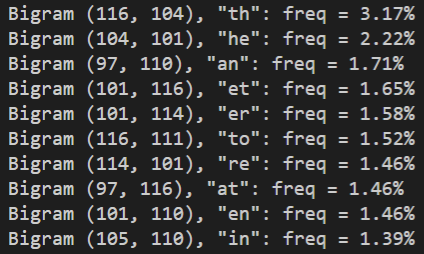 Bigram (116, 104), "th": freq = 3.17%
Bigram (104, 101), "he": freq = 2.22%
Bigram (97, 110), "an": freq = 1.71%
Bigram (101, 116), "et": freq = 1.65%
Bigram (101, 114), "er": freq = 1.58%
Bigram (116, 111), "to": freq = 1.52%
Bigram (114, 101), "re": freq = 1.46%
Bigram (97, 116), "at": freq = 1.46%
Bigram (101, 110), "en": freq = 1.46%
Bigram (105, 110), "in": freq = 1.39%